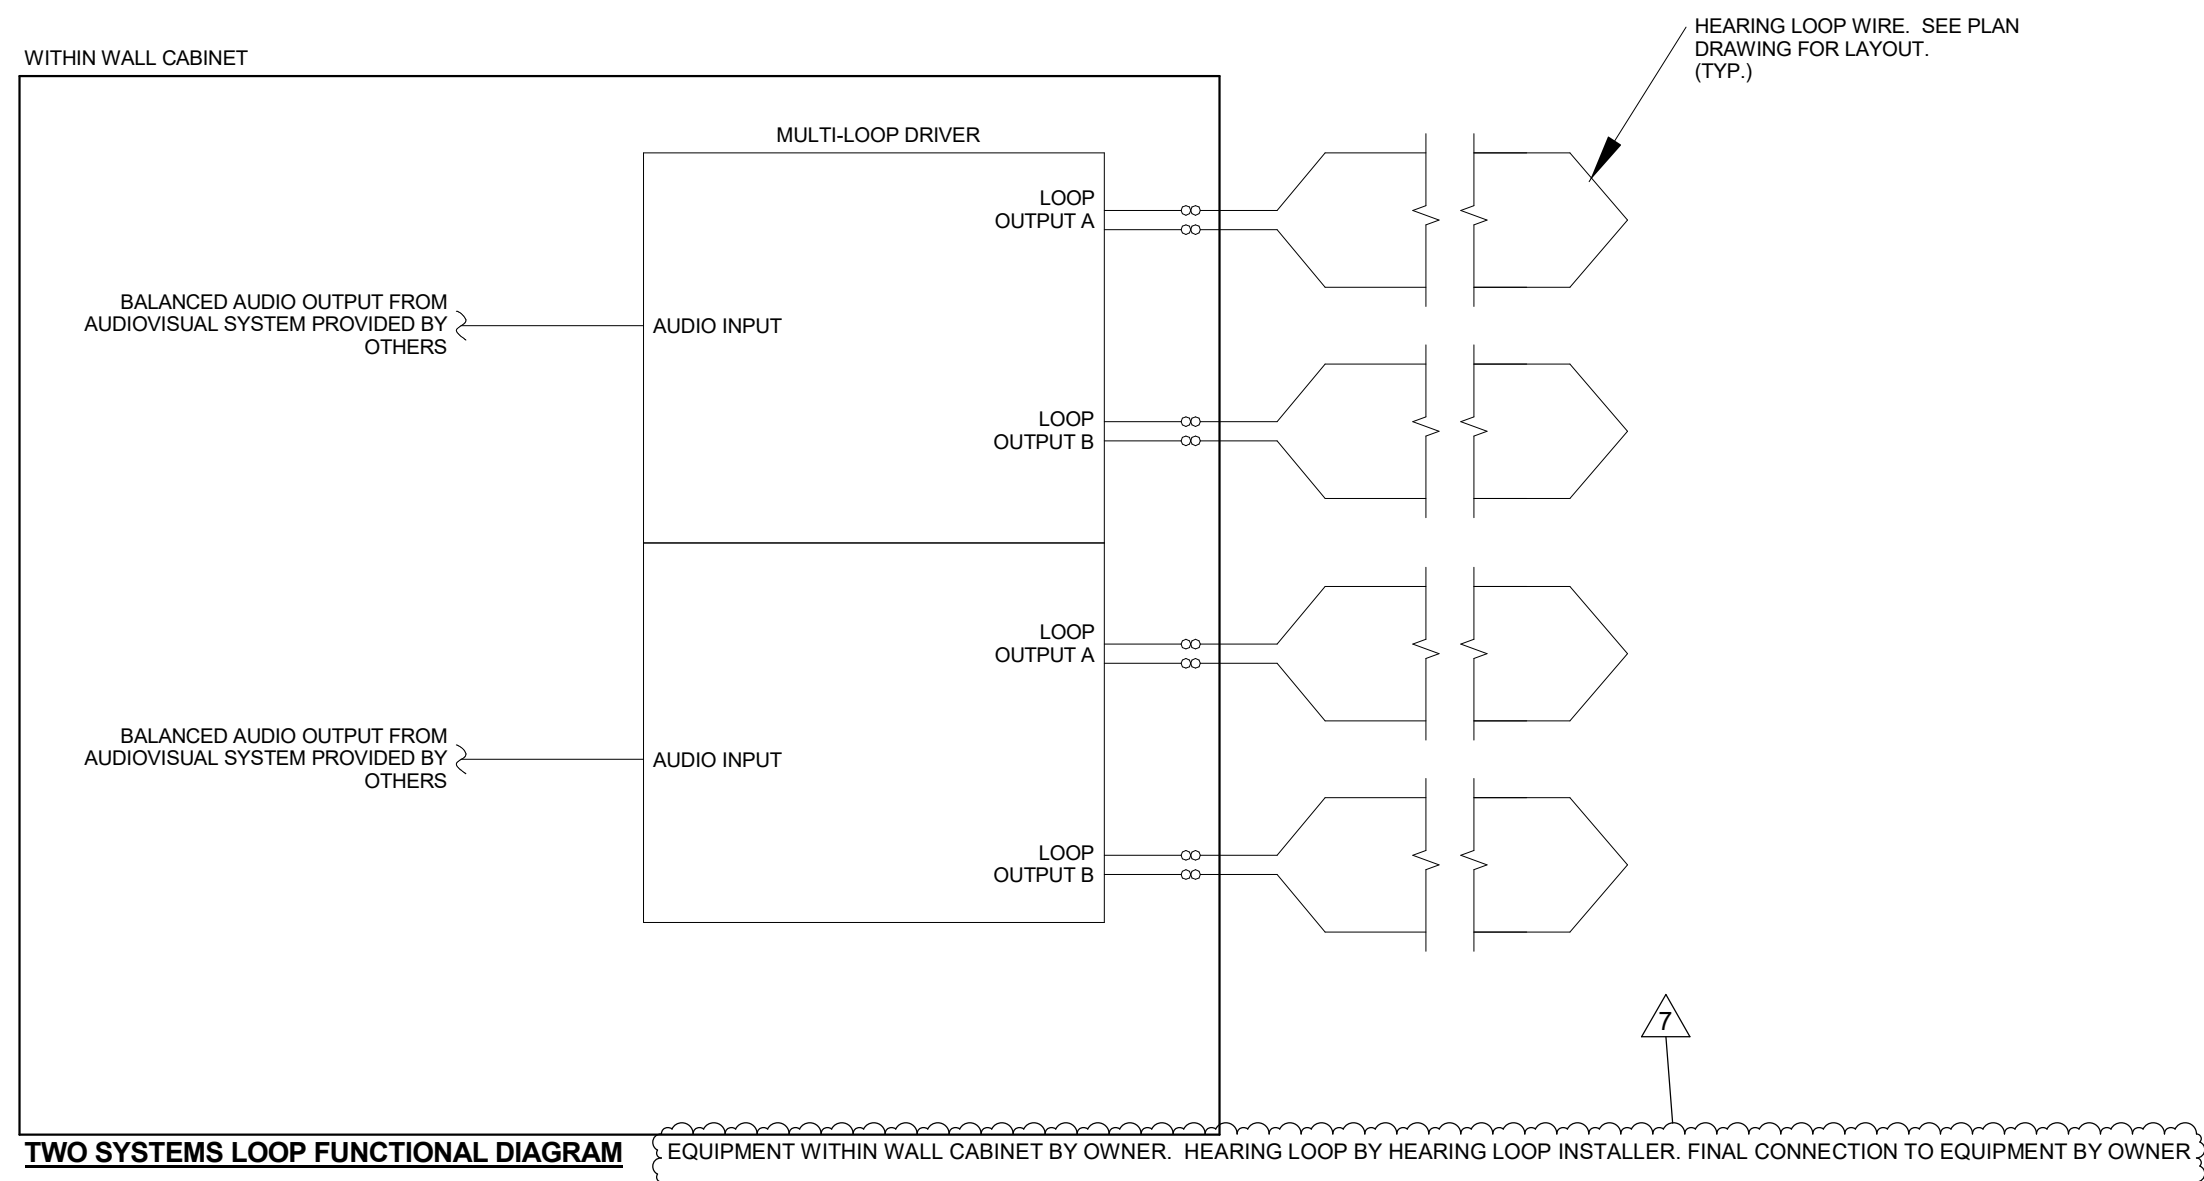 HEARING LOOP WIRE.  SEE PLAN
DRAWING FOR LAYOUT.
(TYP.)
WITHIN WALL CABINET
MULTI-LOOP DRIVER
LOOP
OUTPUT A
BALANCED AUDIO OUTPUT FROM
AUDIOVISUAL SYSTEM PROVIDED BY
OTHERS
AUDIO INPUT
LOOP
OUTPUT B
LOOP
OUTPUT A
BALANCED AUDIO OUTPUT FROM
AUDIOVISUAL SYSTEM PROVIDED BY
OTHERS
AUDIO INPUT
LOOP
OUTPUT B
7
TWO SYSTEMS LOOP FUNCTIONAL DIAGRAM
EQUIPMENT WITHIN WALL CABINET BY OWNER.  HEARING LOOP BY HEARING LOOP INSTALLER. FINAL CONNECTION TO EQUIPMENT BY OWNER